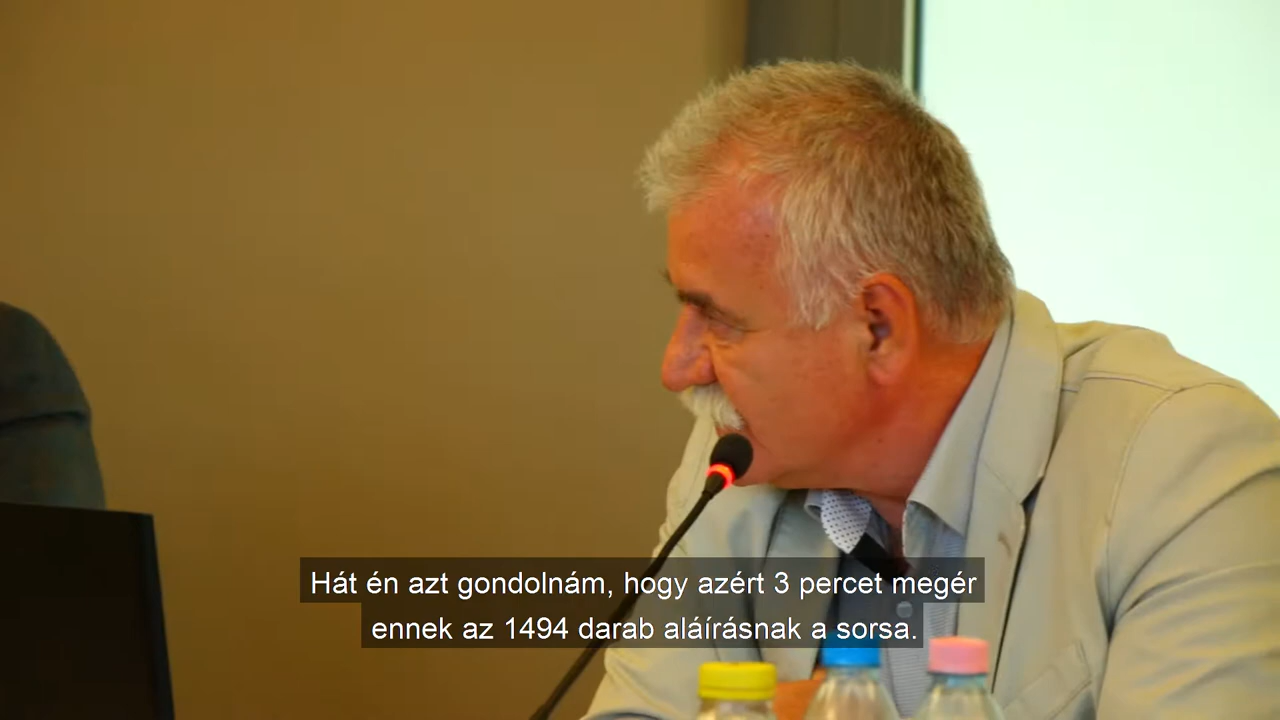 Hát én azt gondolnám, hogy azért 3 percet megér
ennek az 1494 darab aláírásnak a sorsa.